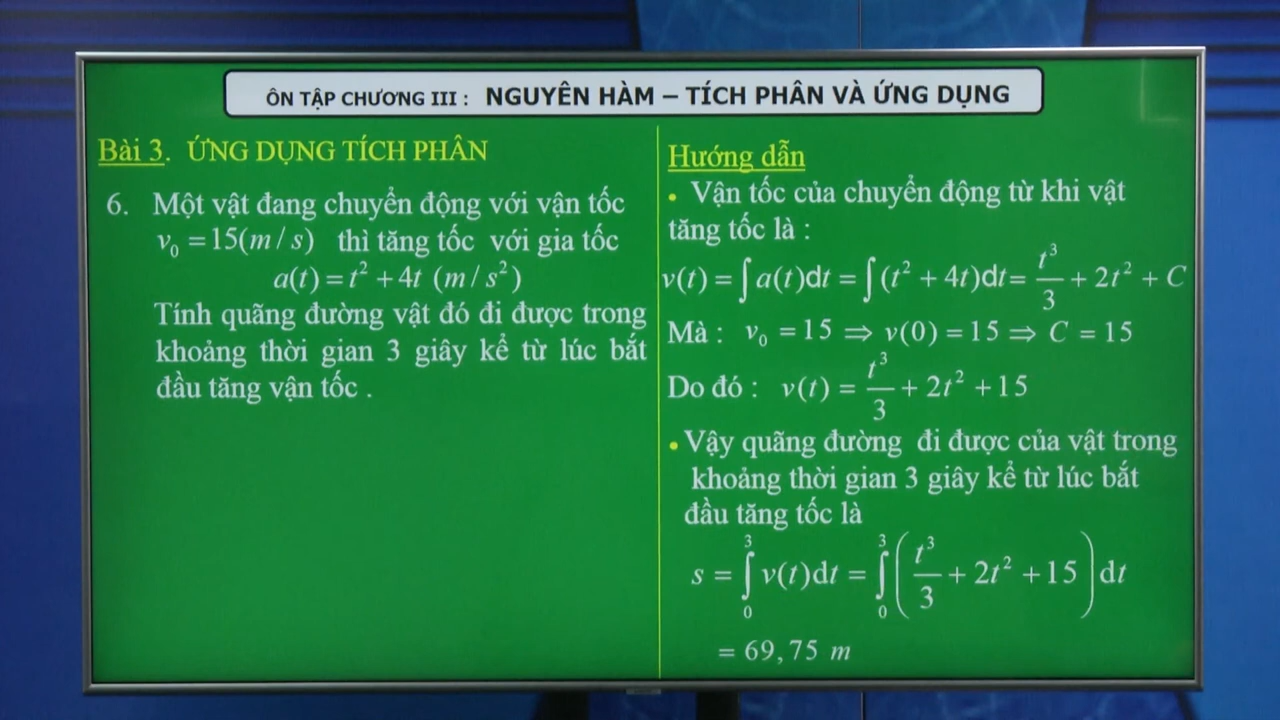 ÔN TẬP CHƯƠNG III : NGUYÊN HÀM – TÍCH PHÂN VÀ ỨNG DỤNG
Bài 3. ỨNG DỤNG TÍCH PHÂN
6. Một vật đang chuyển động với vận tốc
v₀ = 15(m / s) thì tăng tốc với gia tốc
a(t) = t² + 4t (m / s²)
Tính quãng đường vật đó đi được trong
khoảng thời gian 3 giây kể từ lúc bắt
đầu tăng vận tốc .
Hướng dẫn
• Vận tốc của chuyển động từ khi vật
tăng tốc là :
v(t) = ∫ a(t)dt = ∫ (t² + 4t)dt = t³/3 + 2t² + C
Mà : v₀ = 15 ⇒ v(0) = 15 ⇒ C = 15
Do đó : v(t) = t³/3 + 2t² + 15
• Vậy quãng đường đi được của vật trong
khoảng thời gian 3 giây kể từ lúc bắt
đầu tăng tốc là
s = ∫₀³ v(t)dt = ∫₀³ (t³/3 + 2t² + 15) dt
= 69,75 m